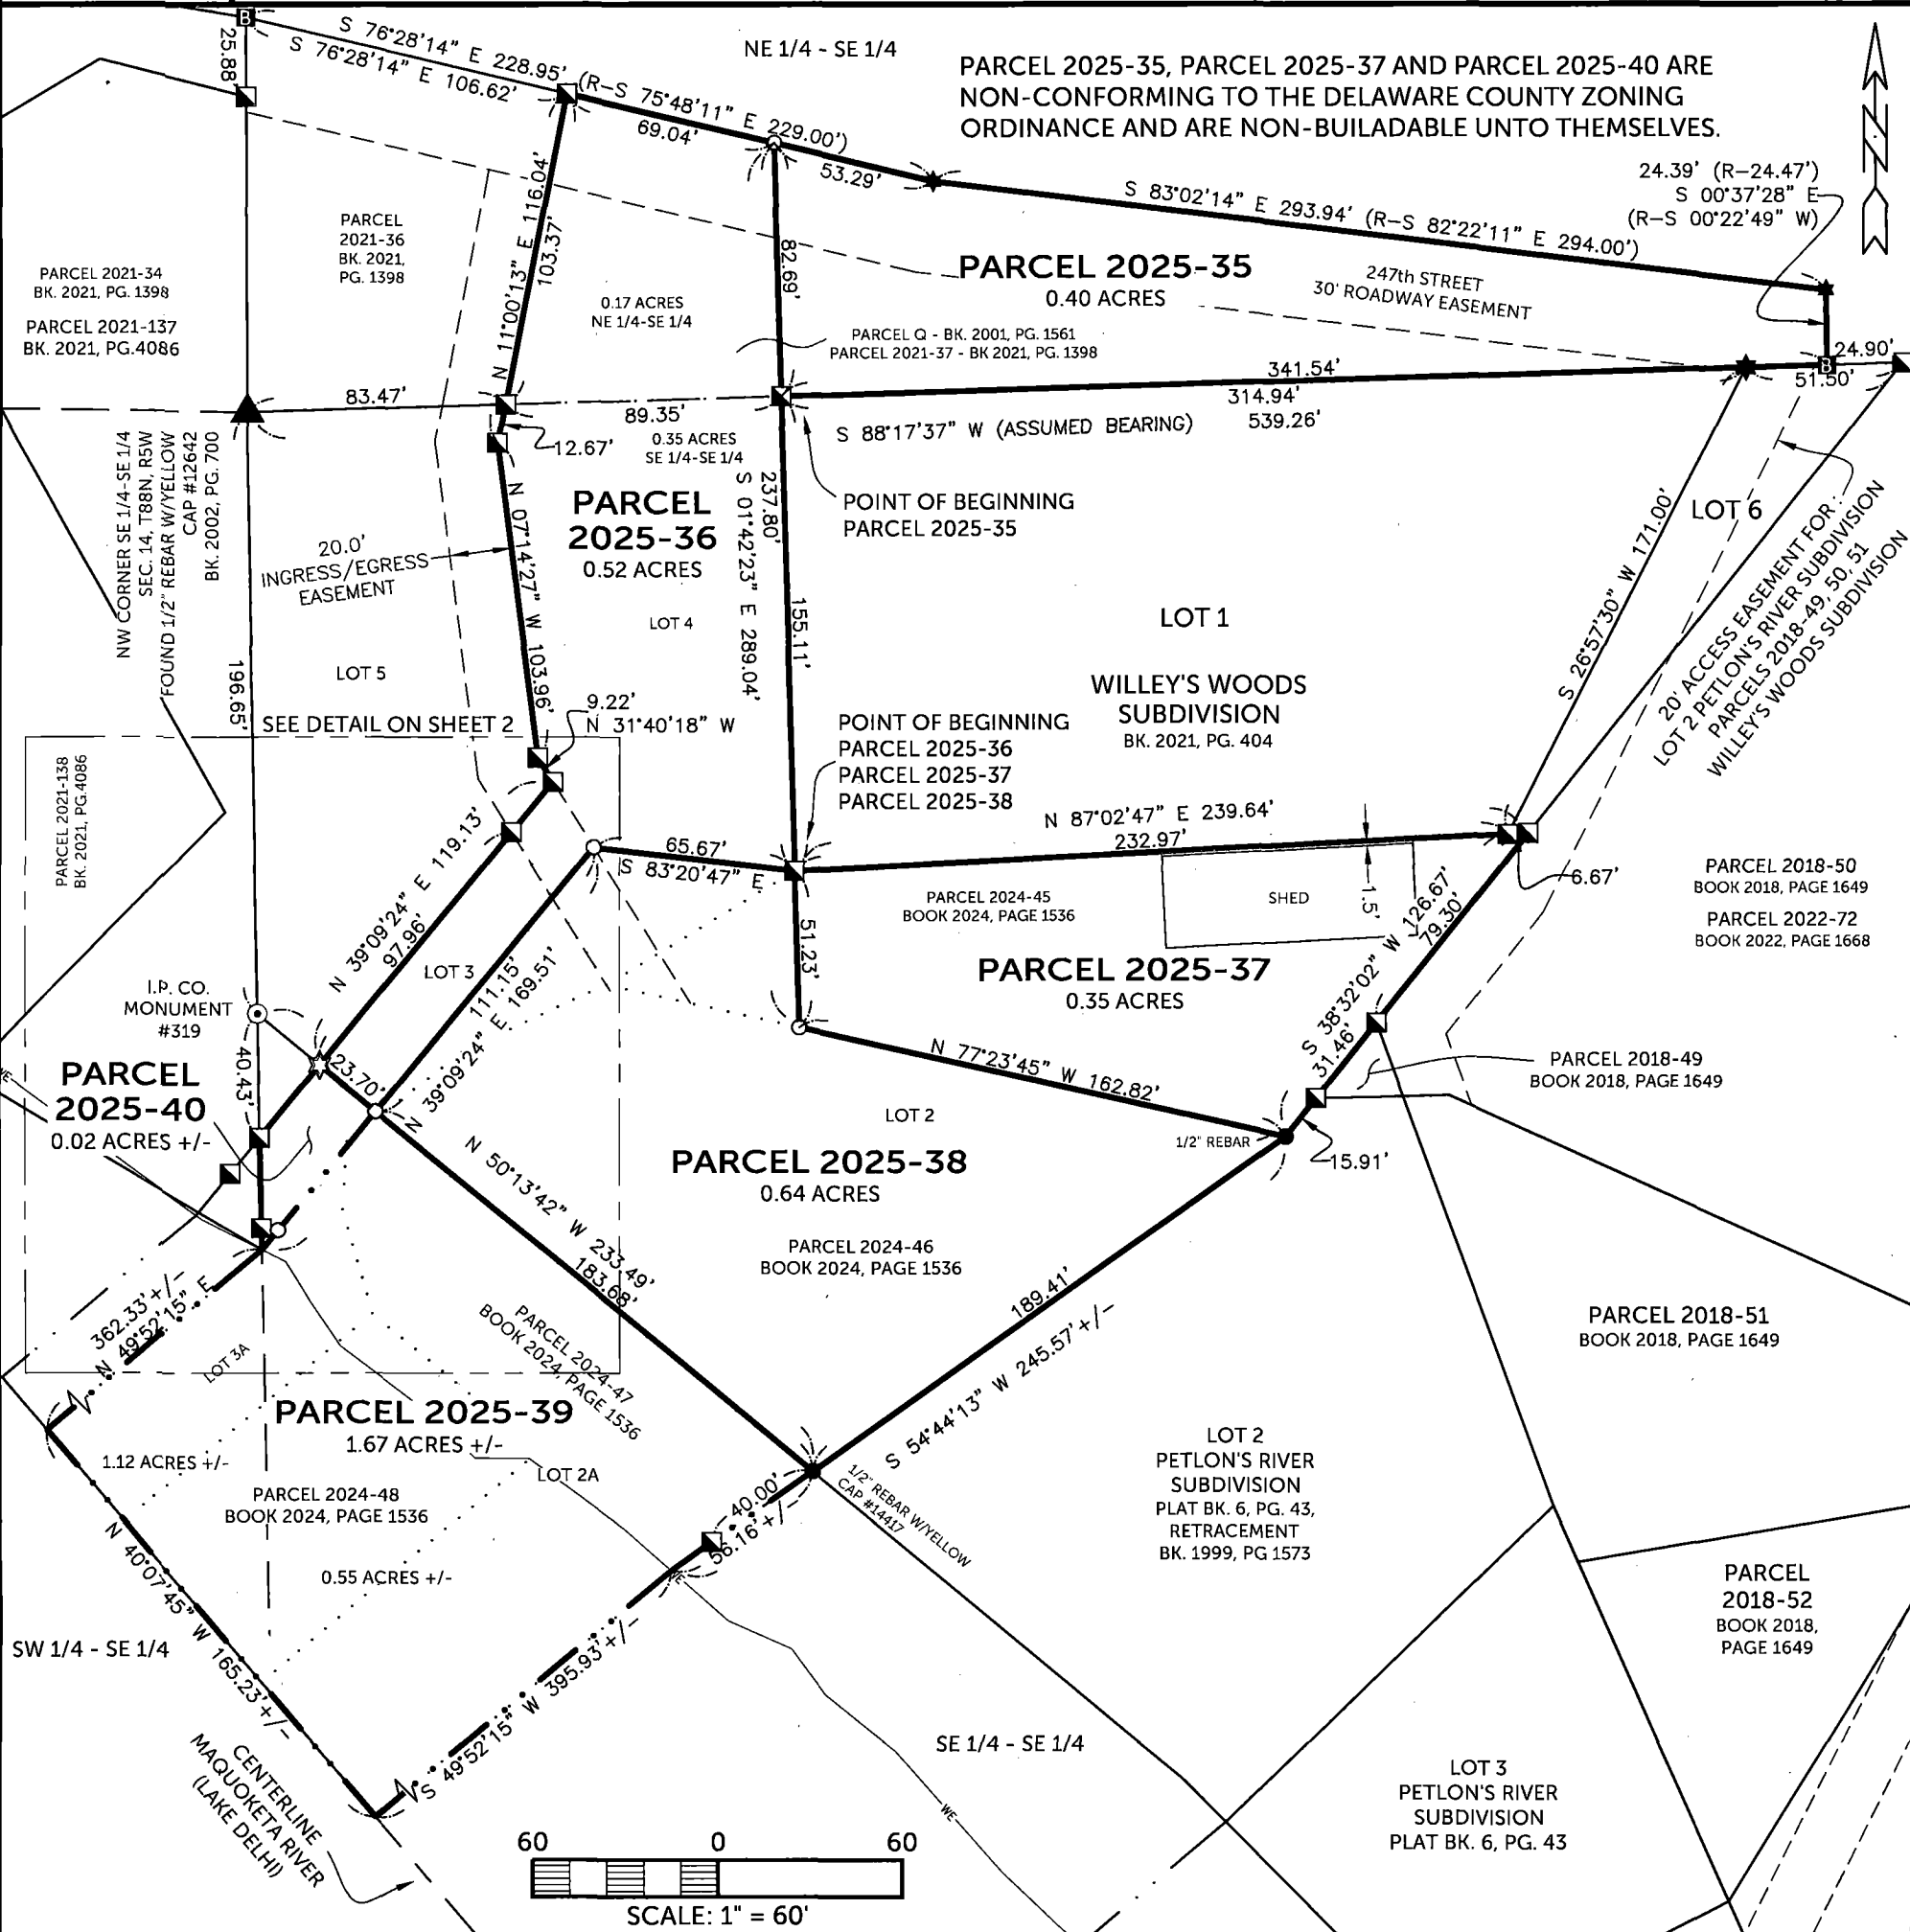 S 76°28'14" E 228.95' (R-S 75°48'11" E 229.00')
S 76°28'14" E 106.62'
69.04'
53.29'
25.88'
NE 1/4 - SE 1/4
PARCEL 2025-35, PARCEL 2025-37 AND PARCEL 2025-40 ARE
NON-CONFORMING TO THE DELAWARE COUNTY ZONING
ORDINANCE AND ARE NON-BUILADABLE UNTO THEMSELVES.
N
24.39' (R-24.47')
S 00°37'28" E
(R-S 00°22'49" W)
S 83°02'14" E 293.94' (R-S 82°22'11" E 294.00')
PARCEL 2025-35
0.40 ACRES
247th STREET
30' ROADWAY EASEMENT
PARCEL
2021-36
BK. 2021,
PG. 1398
PARCEL 2021-34
BK. 2021, PG. 1398
PARCEL 2021-137
BK. 2021, PG.4086
N 11°00'13" E 116.04'
103.37'
82.69'
0.17 ACRES
NE 1/4-SE 1/4
PARCEL Q - BK. 2001, PG. 1561
PARCEL 2021-37 - BK 2021, PG. 1398
83.47'
89.35'
12.67'
0.35 ACRES
SE 1/4-SE 1/4
341.54'
314.94'
539.26'
S 88°17'37" W (ASSUMED BEARING)
B
B
24.90'
51.50'
NW CORNER SE 1/4-SE 1/4
SEC. 14, T88N, R5W
FOUND 1/2" REBAR W/YELLOW
CAP #12642
BK. 2002, PG. 700
PARCEL
2025-36
0.52 ACRES
237.80'
S 01°42'23" E 289.04'
155.11'
POINT OF BEGINNING
PARCEL 2025-35
20.0'
INGRESS/EGRESS
EASEMENT
N 07°14'27" W 103.96'
LOT 4
LOT 5
LOT 1
LOT 6
S 26°57'30" W 171.00'
20' ACCESS EASEMENT FOR:
LOT 2 PETLON'S RIVER SUBDIVISION
PARCELS 2018-49, 50, 51
WILLEY'S WOODS SUBDIVISION
WILLEY'S WOODS
SUBDIVISION
BK. 2021, PG. 404
196.65'
SEE DETAIL ON SHEET 2
9.22'
N 31°40'18" W
POINT OF BEGINNING
PARCEL 2025-36
PARCEL 2025-37
PARCEL 2025-38
PARCEL 2021-138
BK. 2021, PG.4086
N 39°09'24" E 119.13'
97.96'
65.67'
S 83°20'47" E
N 87°02'47" E 239.64'
232.97'
PARCEL 2024-45
BOOK 2024, PAGE 1536
SHED
1.5'
6.67'
PARCEL 2018-50
BOOK 2018, PAGE 1649
PARCEL 2022-72
BOOK 2022, PAGE 1668
51.23'
PARCEL 2025-37
0.35 ACRES
S 38°32'02" W 126.67'
79.30'
31.46'
LOT 3
111.15'
N 39°09'24" E 169.51'
I.P. CO.
MONUMENT
#319
40.43'
23.70'
PARCEL
2025-40
0.02 ACRES +/-
WE
N 77°23'45" W 162.82'
PARCEL 2018-49
BOOK 2018, PAGE 1649
LOT 2
1/2" REBAR
15.91'
PARCEL 2025-38
0.64 ACRES
N 50°13'42" W 233.49'
183.68'
PARCEL 2024-46
BOOK 2024, PAGE 1536
189.41'
S 54°44'13" W 245.57'+/-
362.33'+/-
N 49°52'15" E
LOT 3A
PARCEL 2024-47
BOOK 2024, PAGE 1536
PARCEL 2018-51
BOOK 2018, PAGE 1649
PARCEL 2025-39
1.67 ACRES +/-
1.12 ACRES +/-
LOT 2A
PARCEL 2024-48
BOOK 2024, PAGE 1536
40.00'
56.16'+/-
1/2" REBAR W/YELLOW
CAP #14417
LOT 2
PETLON'S RIVER
SUBDIVISION
PLAT BK. 6, PG. 43,
RETRACEMENT
BK. 1999, PG 1573
0.55 ACRES +/-
WE
PARCEL
2018-52
BOOK 2018,
PAGE 1649
SW 1/4 - SE 1/4
N 40°07'45" W 165.23'+/-
S 49°52'15" W 395.93'+/-
SE 1/4 - SE 1/4
CENTERLINE
MAQUOKETA RIVER
(LAKE DELHI)
WE
LOT 3
PETLON'S RIVER
SUBDIVISION
PLAT BK. 6, PG. 43
60 0 60
SCALE: 1" = 60'